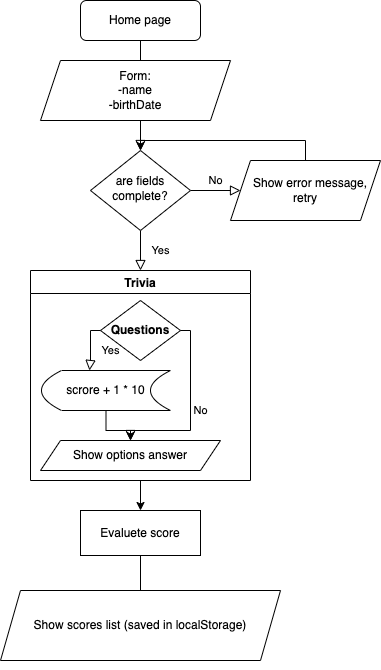 Home page
Form:
-name
-birthDate
are fields
complete?
No
Show error message,
retry
Yes
Trivia
Questions
Yes
scrore + 1 * 10
No
Show options answer
Evaluete score
Show scores list (saved in localStorage)